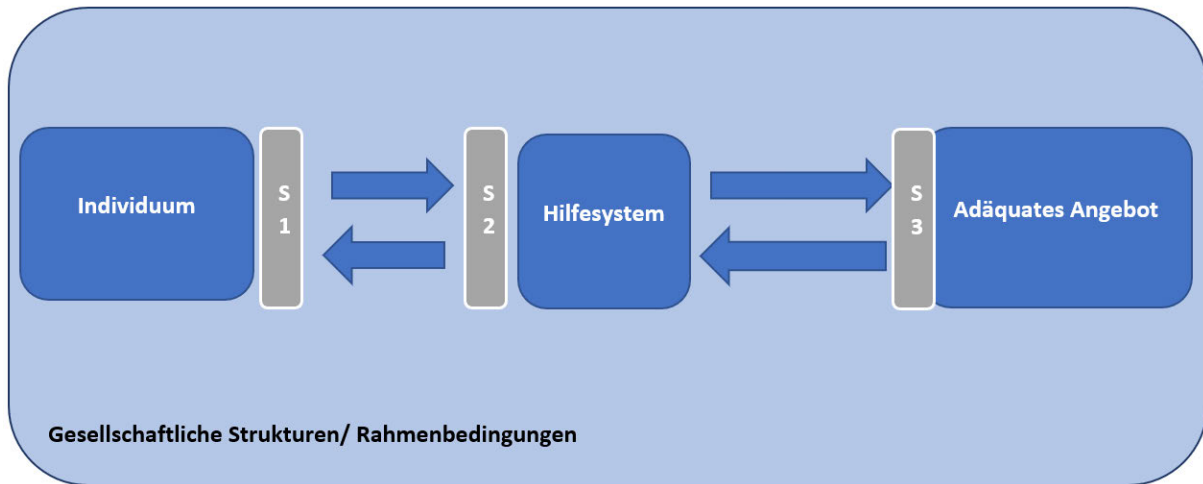 Individuum
S
1
S
2
Hilfesystem
S
3
Adäquates Angebot
Gesellschaftliche Strukturen/ Rahmenbedingungen